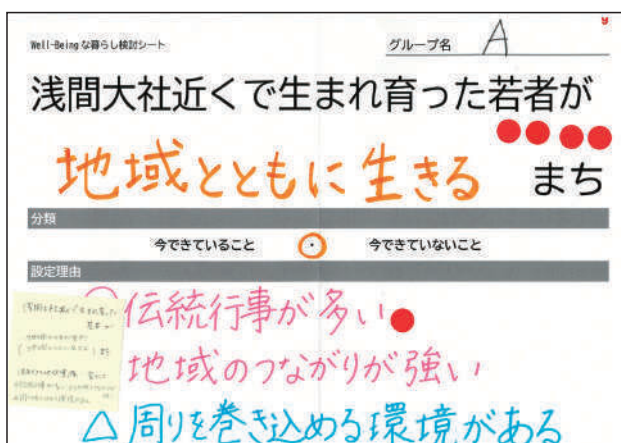 Well-Being な暮らし検討シート
グループ名 A
浅間大社近くで生まれ育った若者が
地域とともに生きる まち
分類
今できていること ・ 今できていないこと
設定理由
伝統行事が多い
地域のつながりが強い
△周りを巻き込める環境がある